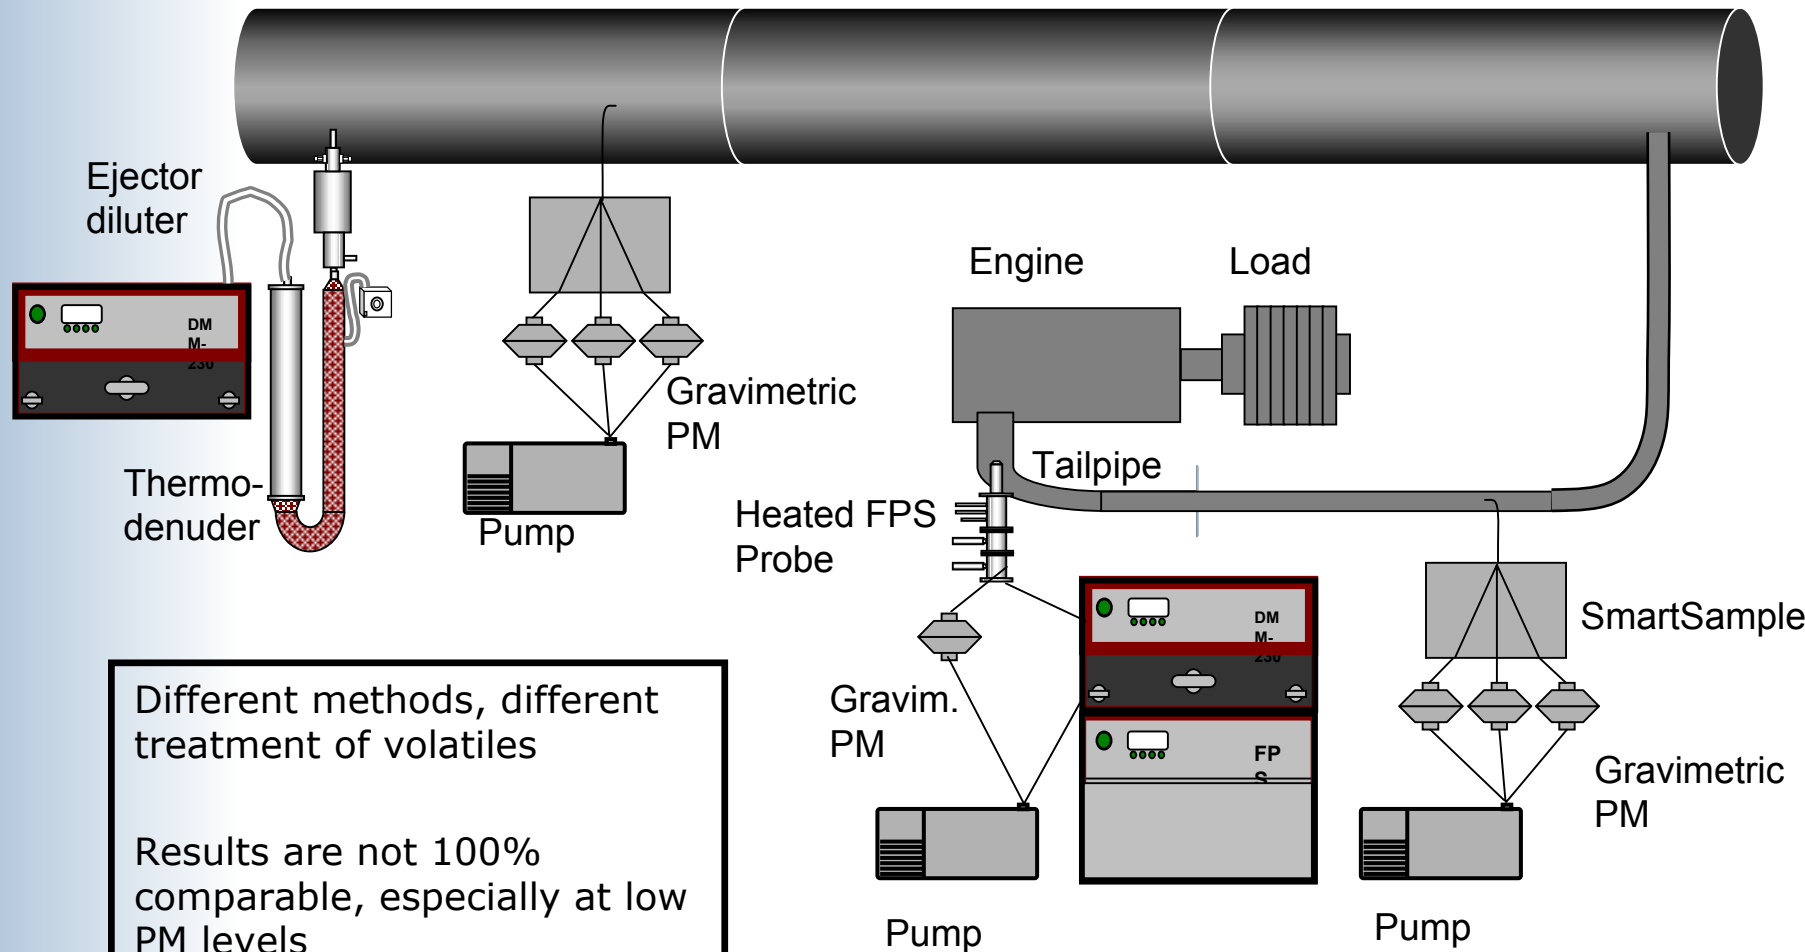 Ejector
diluter
DM
M-
230
Thermo-
denuder
Gravimetric
PM
Pump
Engine
Load
Tailpipe
Heated FPS
Probe
Gravim.
PM
DM
M-
230
FP
S
Pump
SmartSample
Gravimetric
PM
Pump
Different methods, different
treatment of volatiles
Results are not 100%
comparable, especially at low
PM levels